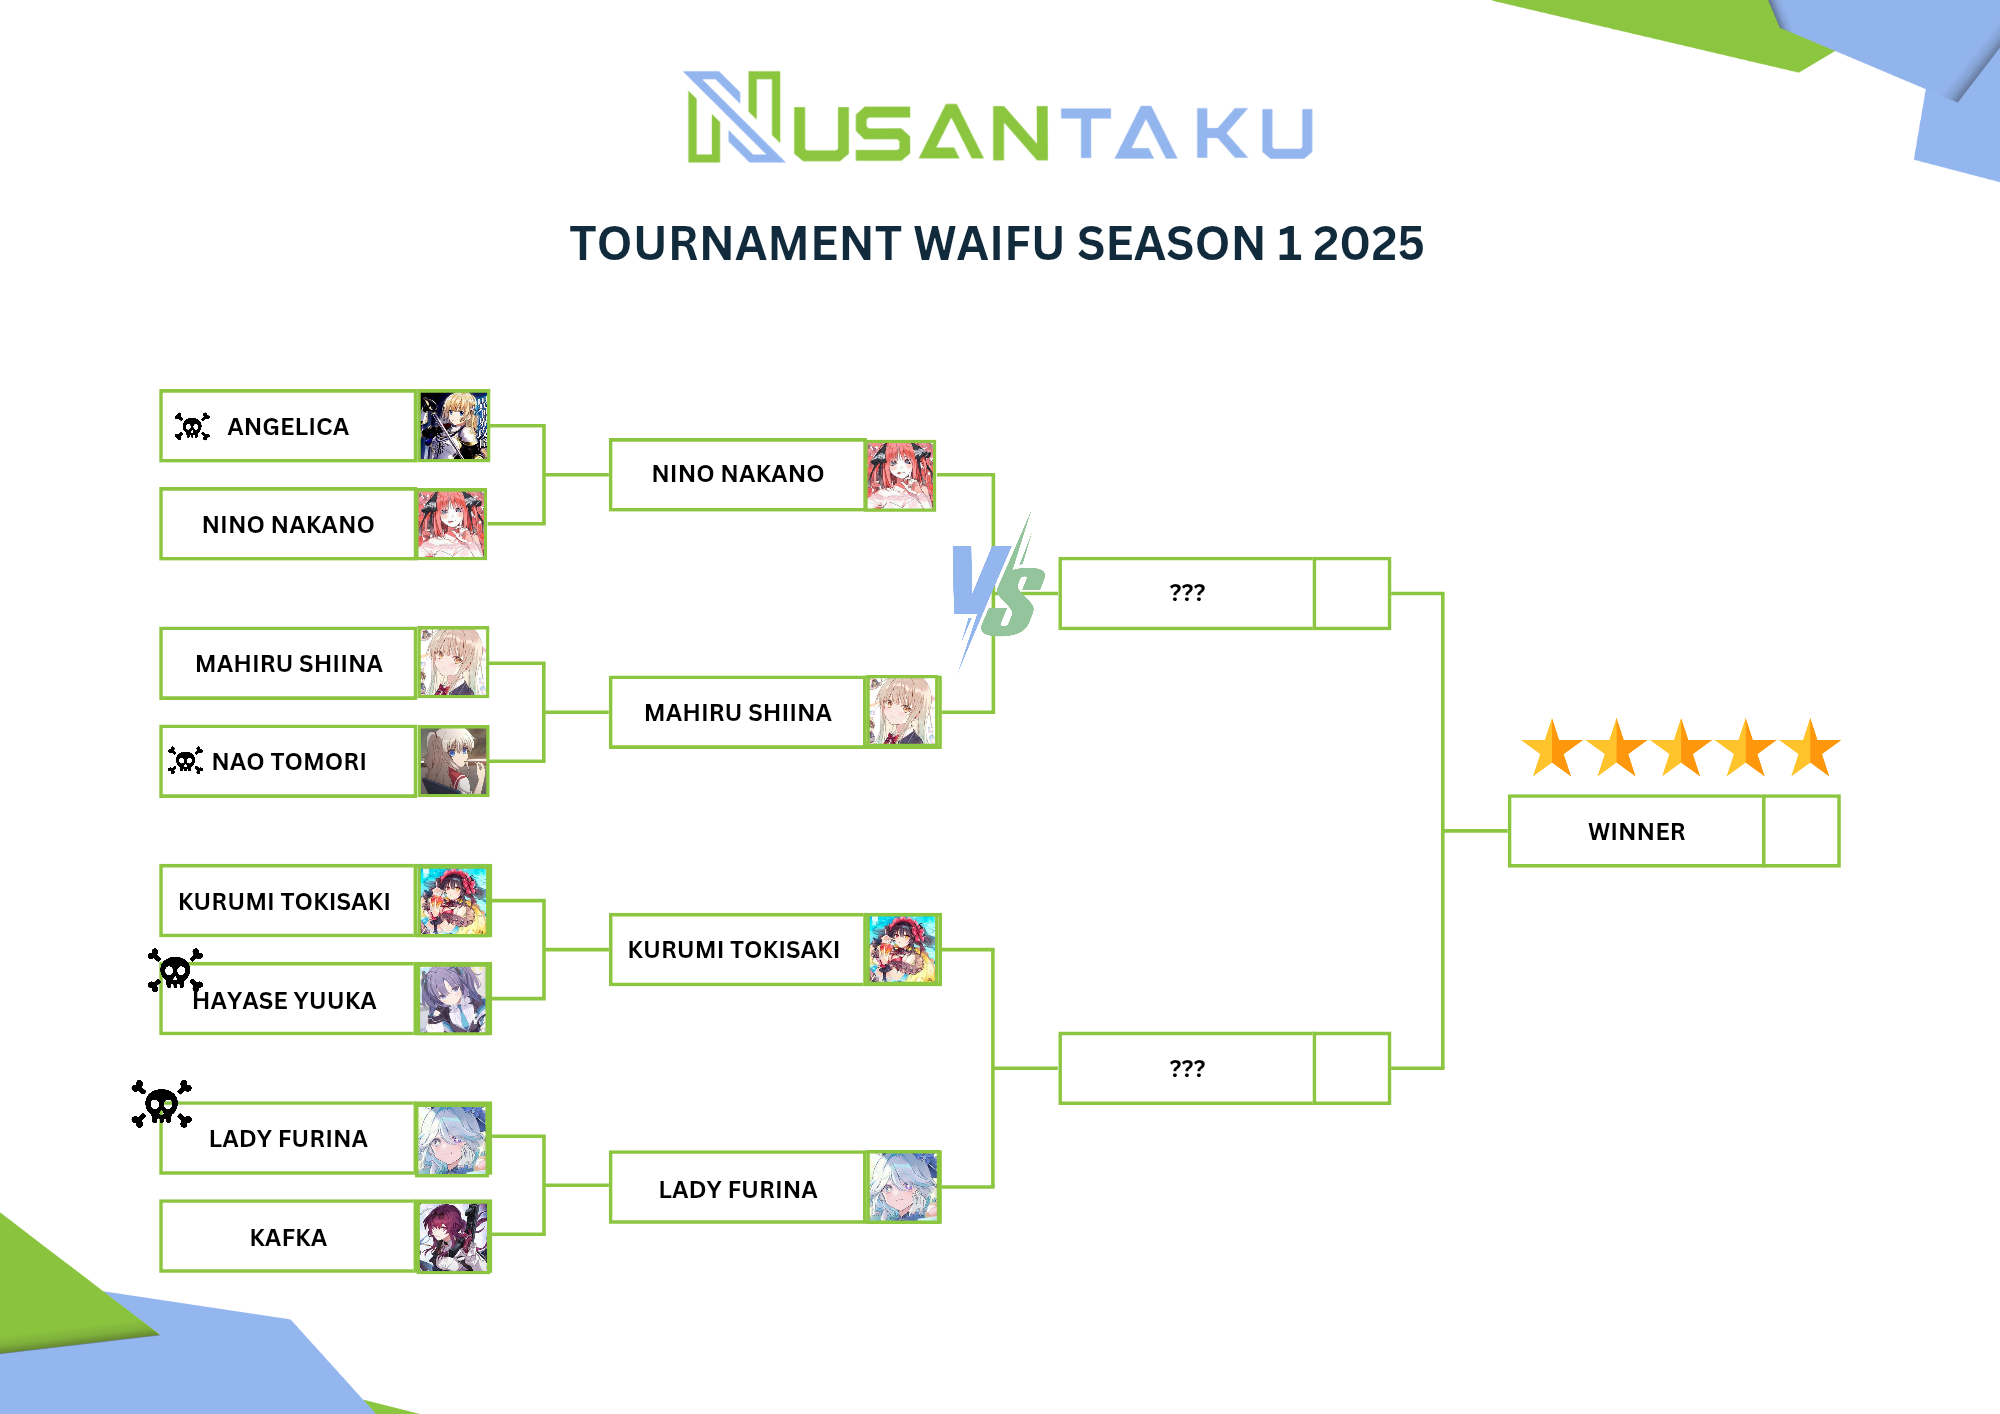 NUSANTAKU
TOURNAMENT WAIFU SEASON 1 2025
ANGELICA
NINO NAKANO
NINO NAKANO
VS
???
MAHIRU SHIINA
MAHIRU SHIINA
NAO TOMORI
WINNER
KURUMI TOKISAKI
KURUMI TOKISAKI
HAYASE YUUKA
???
LADY FURINA
LADY FURINA
KAFKA